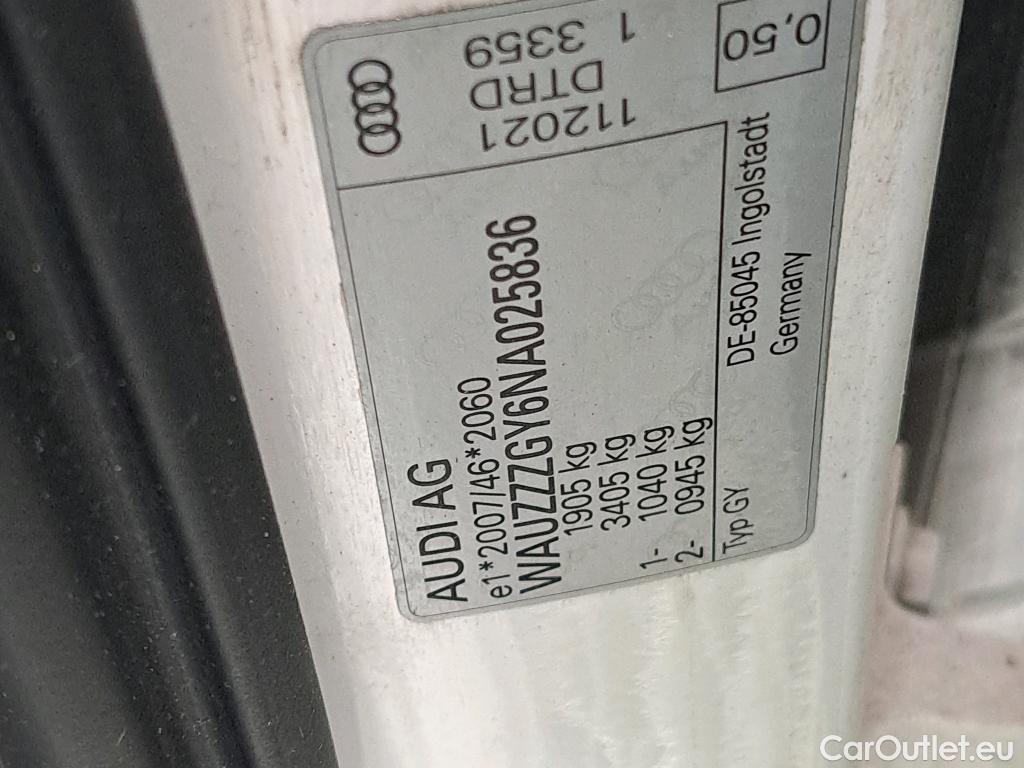 AUDI AG
e1*2007/46*2060
WAUZZZGY6NA025836
1905 kg
3405 kg
1- 1040 kg
2- 0945 kg
Typ GY
DE-85045 Ingolstadt
Germany
112021
DTRD
1 3359
0,50
CarOutlet.eu